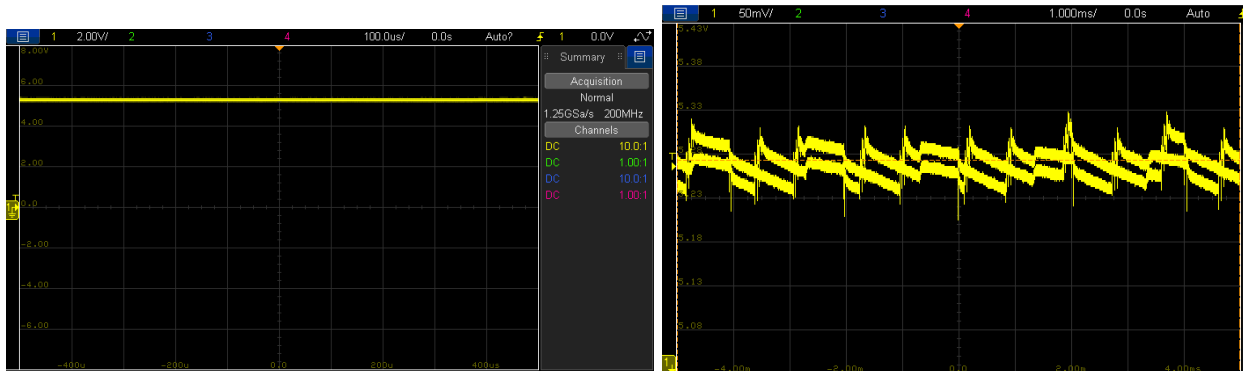 1 2.00V/ 2 3 4 100.0us/ 0.0s Auto? 1 0.0V
8.00V
6.00
4.00
2.00
0.0
-2.00
-4.00
-6.00
-400u -200u 0.0 200u 400us
Summary
Acquisition
Normal
1.25GSa/s 200MHz
Channels
DC 10.0:1
DC 1.00:1
DC 10.0:1
DC 1.00:1
1 50mV/ 2 3 4 1.000ms/ 0.0s Auto
5.43V
5.38
5.33
5.18
5.13
5.08
-4.00m -2.00m 0.0 2.00m 4.00ms